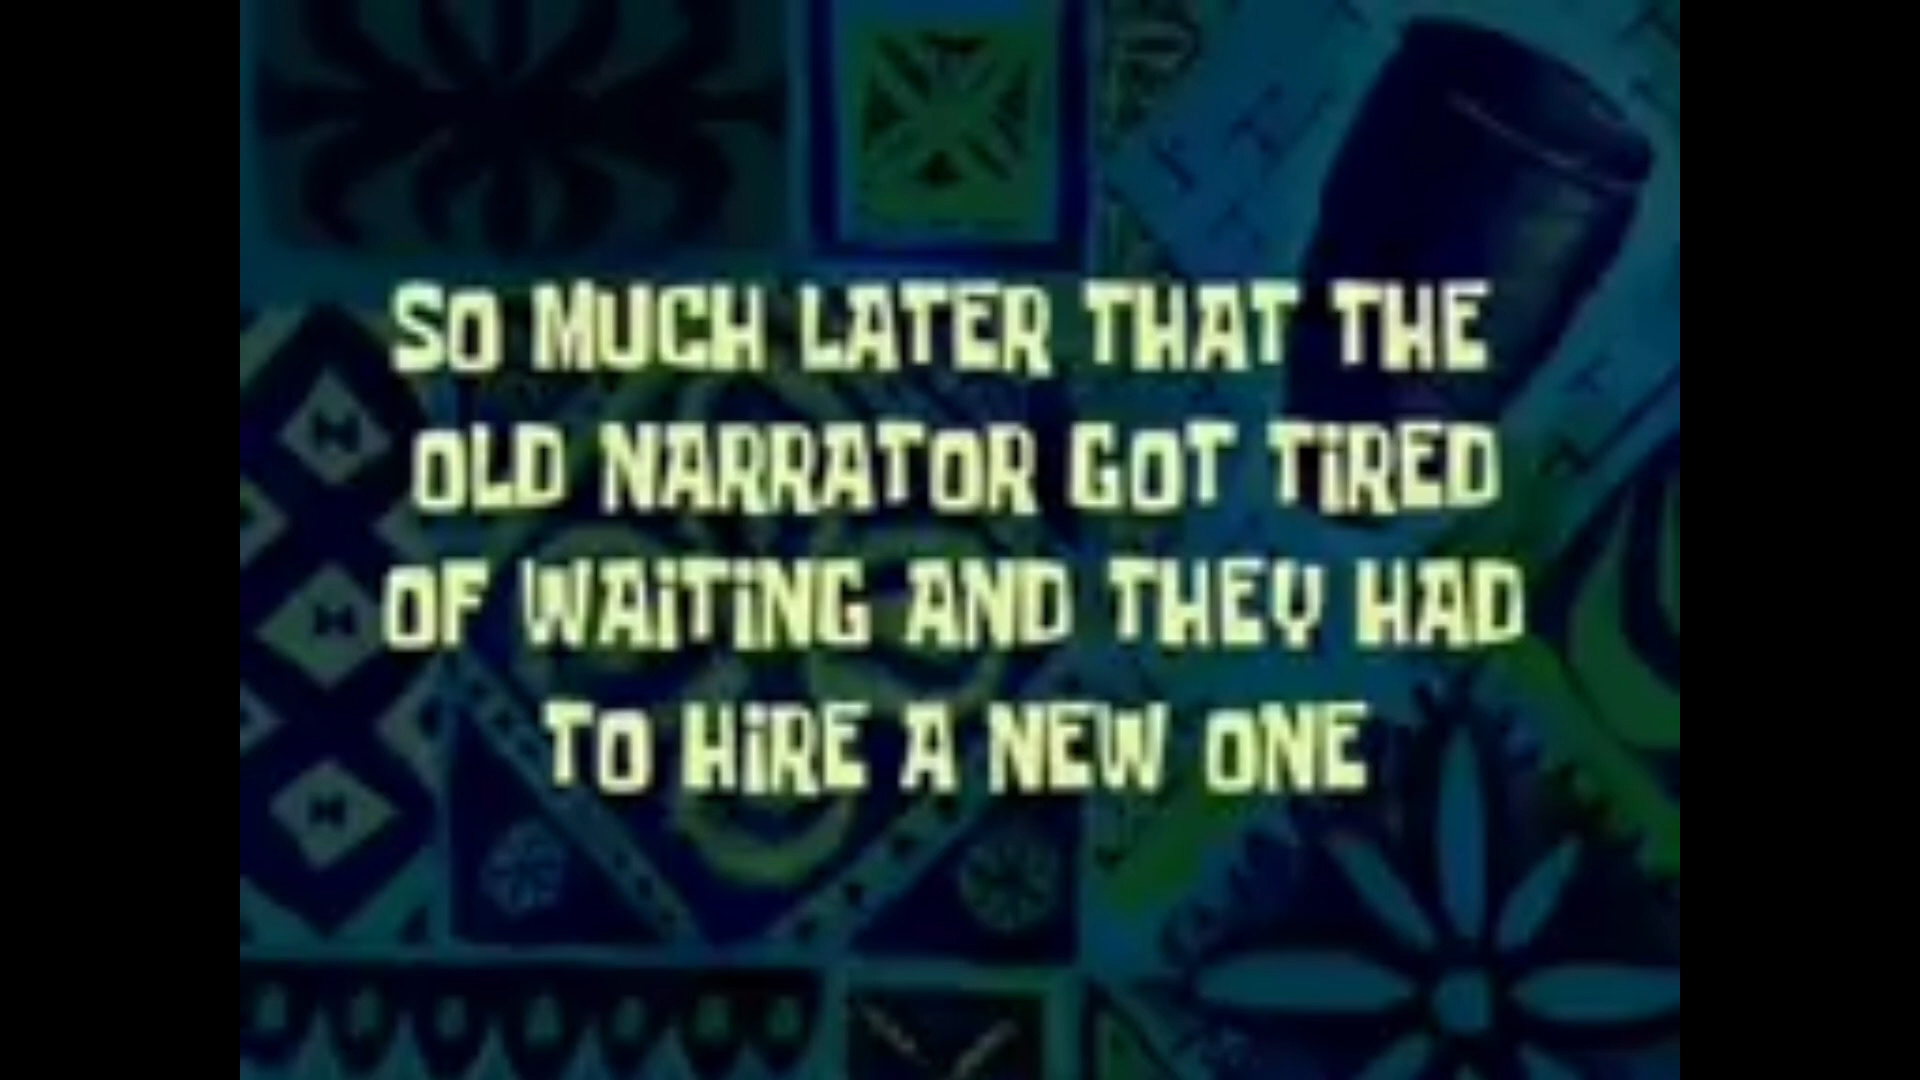 SO MUCH LATER THAT THE
OLD NARRATOR GOT TiRED
OF WAiTiNG AND THEY HAD
TO HiRE A NEW ONE